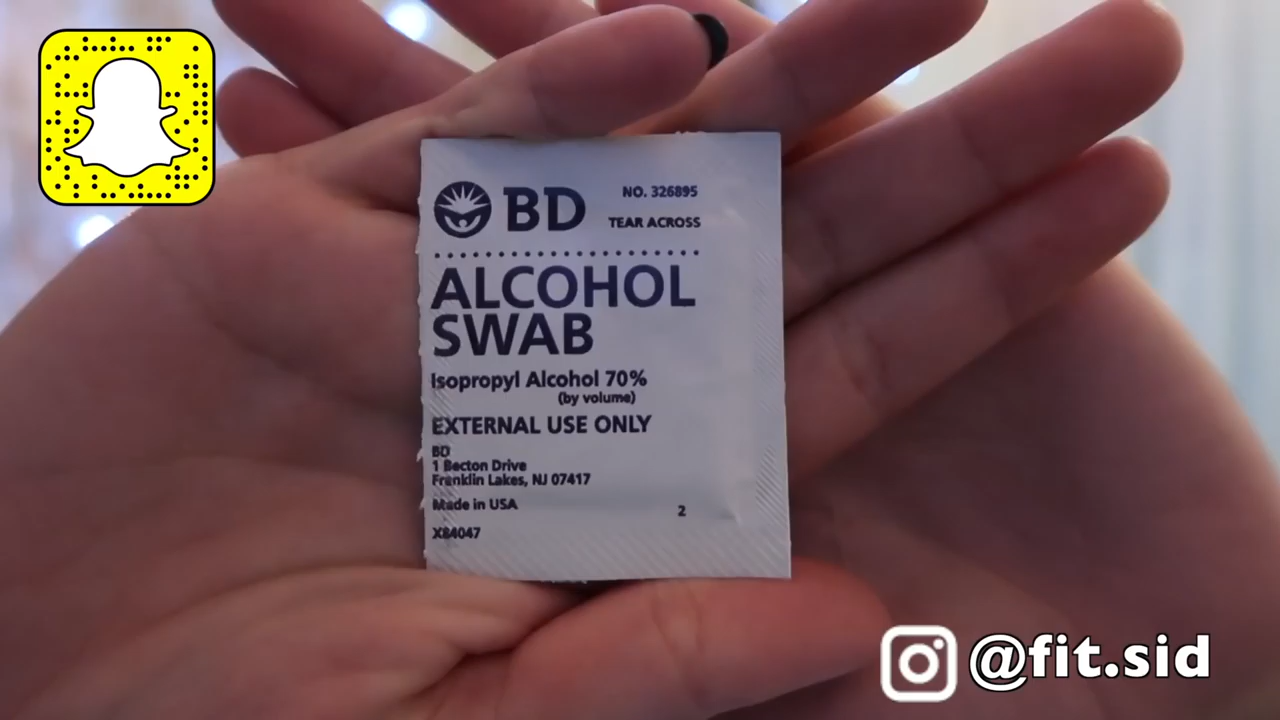 BD
NO. 326895
TEAR ACROSS
ALCOHOL
SWAB
Isopropyl Alcohol 70%
(by volume)
EXTERNAL USE ONLY
BD
1 Becton Drive
Franklin Lakes, NJ 07417
Made in USA
2
X84047
@fit.sid